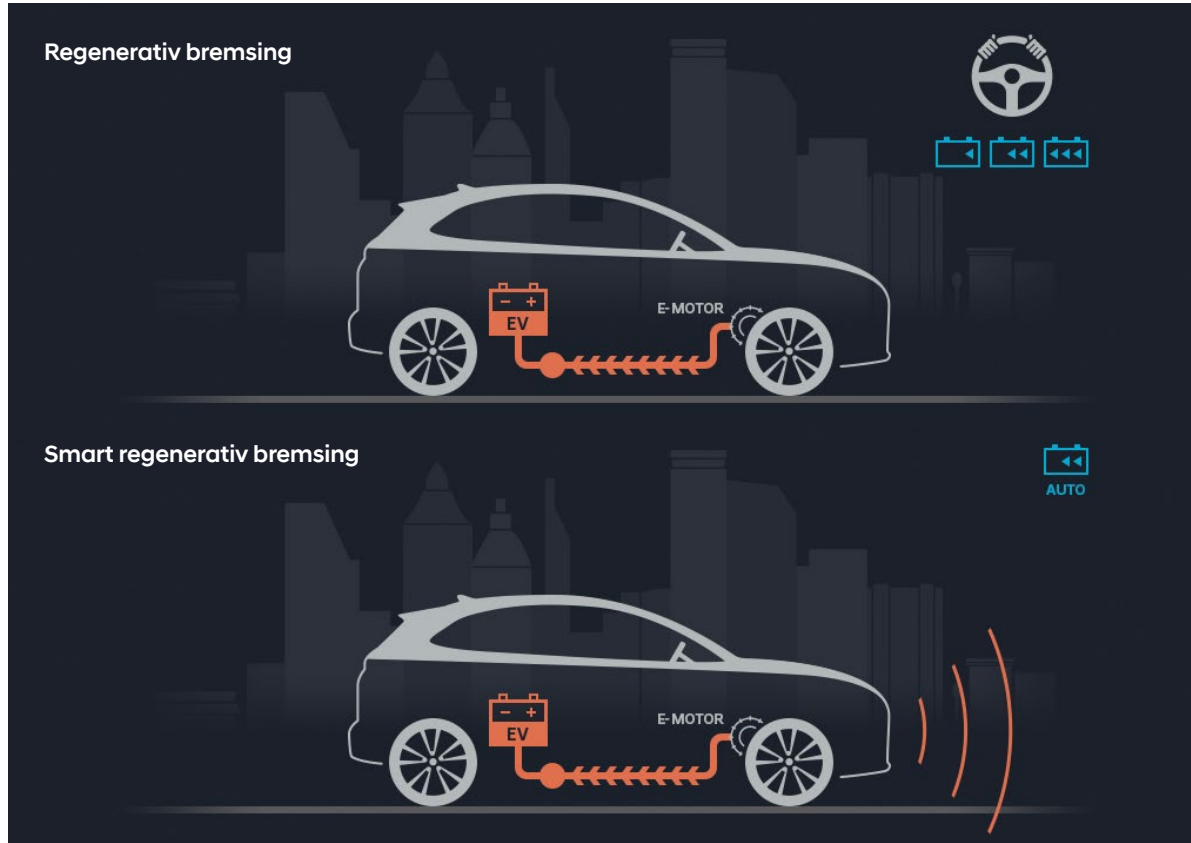 Regenerativ bremsing
E-MOTOR
- +
EV
Smart regenerativ bremsing
AUTO
E-MOTOR
- +
EV